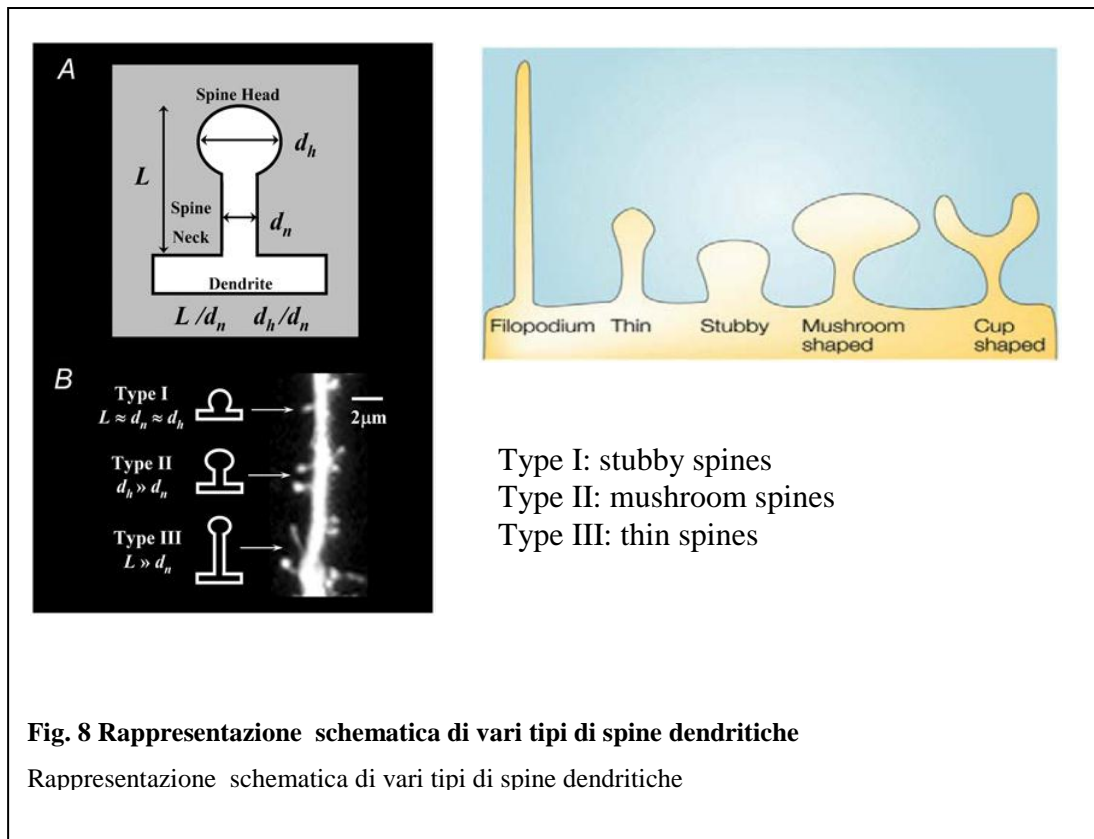 A
Spine Head
d_h
L
Spine
Neck
d_n
Dendrite
L /d_n d_h/d_n
B
Type I
L ≈ d_n ≈ d_h
2μm
Type II
d_h » d_n
Type III
L » d_n
Filopodium
Thin
Stubby
Mushroom
shaped
Cup
shaped
Type I: stubby spines
Type II: mushroom spines
Type III: thin spines
Fig. 8 Rappresentazione schematica di vari tipi di spine dendritiche
Rappresentazione schematica di vari tipi di spine dendritiche